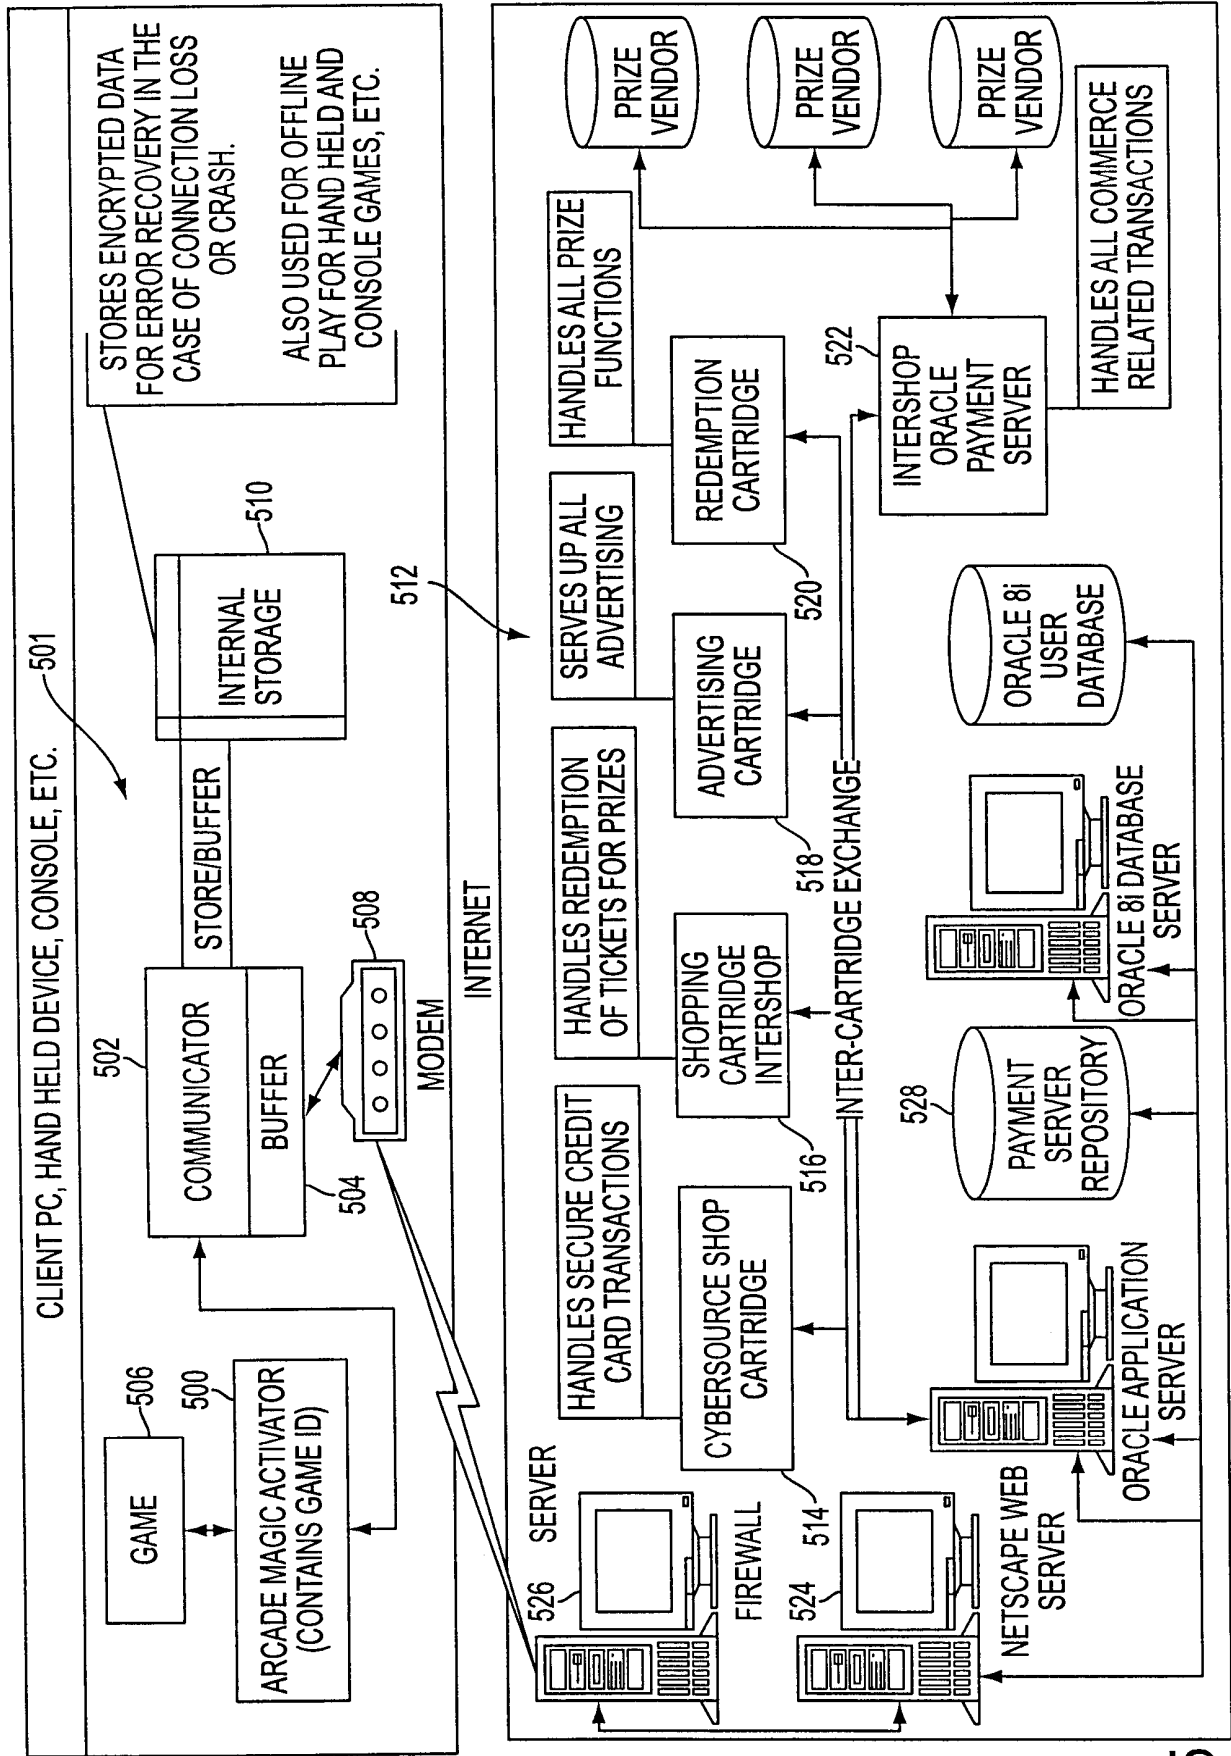 CLIENT PC, HAND HELD DEVICE, CONSOLE, ETC.
501
GAME
506
500
ARCADE MAGIC ACTIVATOR
(CONTAINS GAME ID)
502
COMMUNICATOR
BUFFER
504
STORE/BUFFER
INTERNAL
STORAGE
510
508
MODEM
STORES ENCRYPTED DATA
FOR ERROR RECOVERY IN THE
CASE OF CONNECTION LOSS
OR CRASH.
ALSO USED FOR OFFLINE
PLAY FOR HAND HELD AND
CONSOLE GAMES, ETC.
INTERNET
512
SERVER
526
FIREWALL
524
NETSCAPE WEB
SERVER
HANDLES SECURE CREDIT
CARD TRANSACTIONS
CYBERSOURCE SHOP
CARTRIDGE
514
HANDLES REDEMPTION
OF TICKETS FOR PRIZES
SHOPPING
CARTRIDGE
INTERSHOP
516
SERVES UP ALL
ADVERTISING
ADVERTISING
CARTRIDGE
518
HANDLES ALL PRIZE
FUNCTIONS
REDEMPTION
CARTRIDGE
520
PRIZE
VENDOR
PRIZE
VENDOR
PRIZE
VENDOR
INTER-CARTRIDGE EXCHANGE
522
INTERSHOP
ORACLE
PAYMENT
SERVER
HANDLES ALL COMMERCE
RELATED TRANSACTIONS
ORACLE APPLICATION
SERVER
528
PAYMENT
SERVER
REPOSITORY
ORACLE 8i DATABASE
SERVER
ORACLE 8i
USER
DATABASE